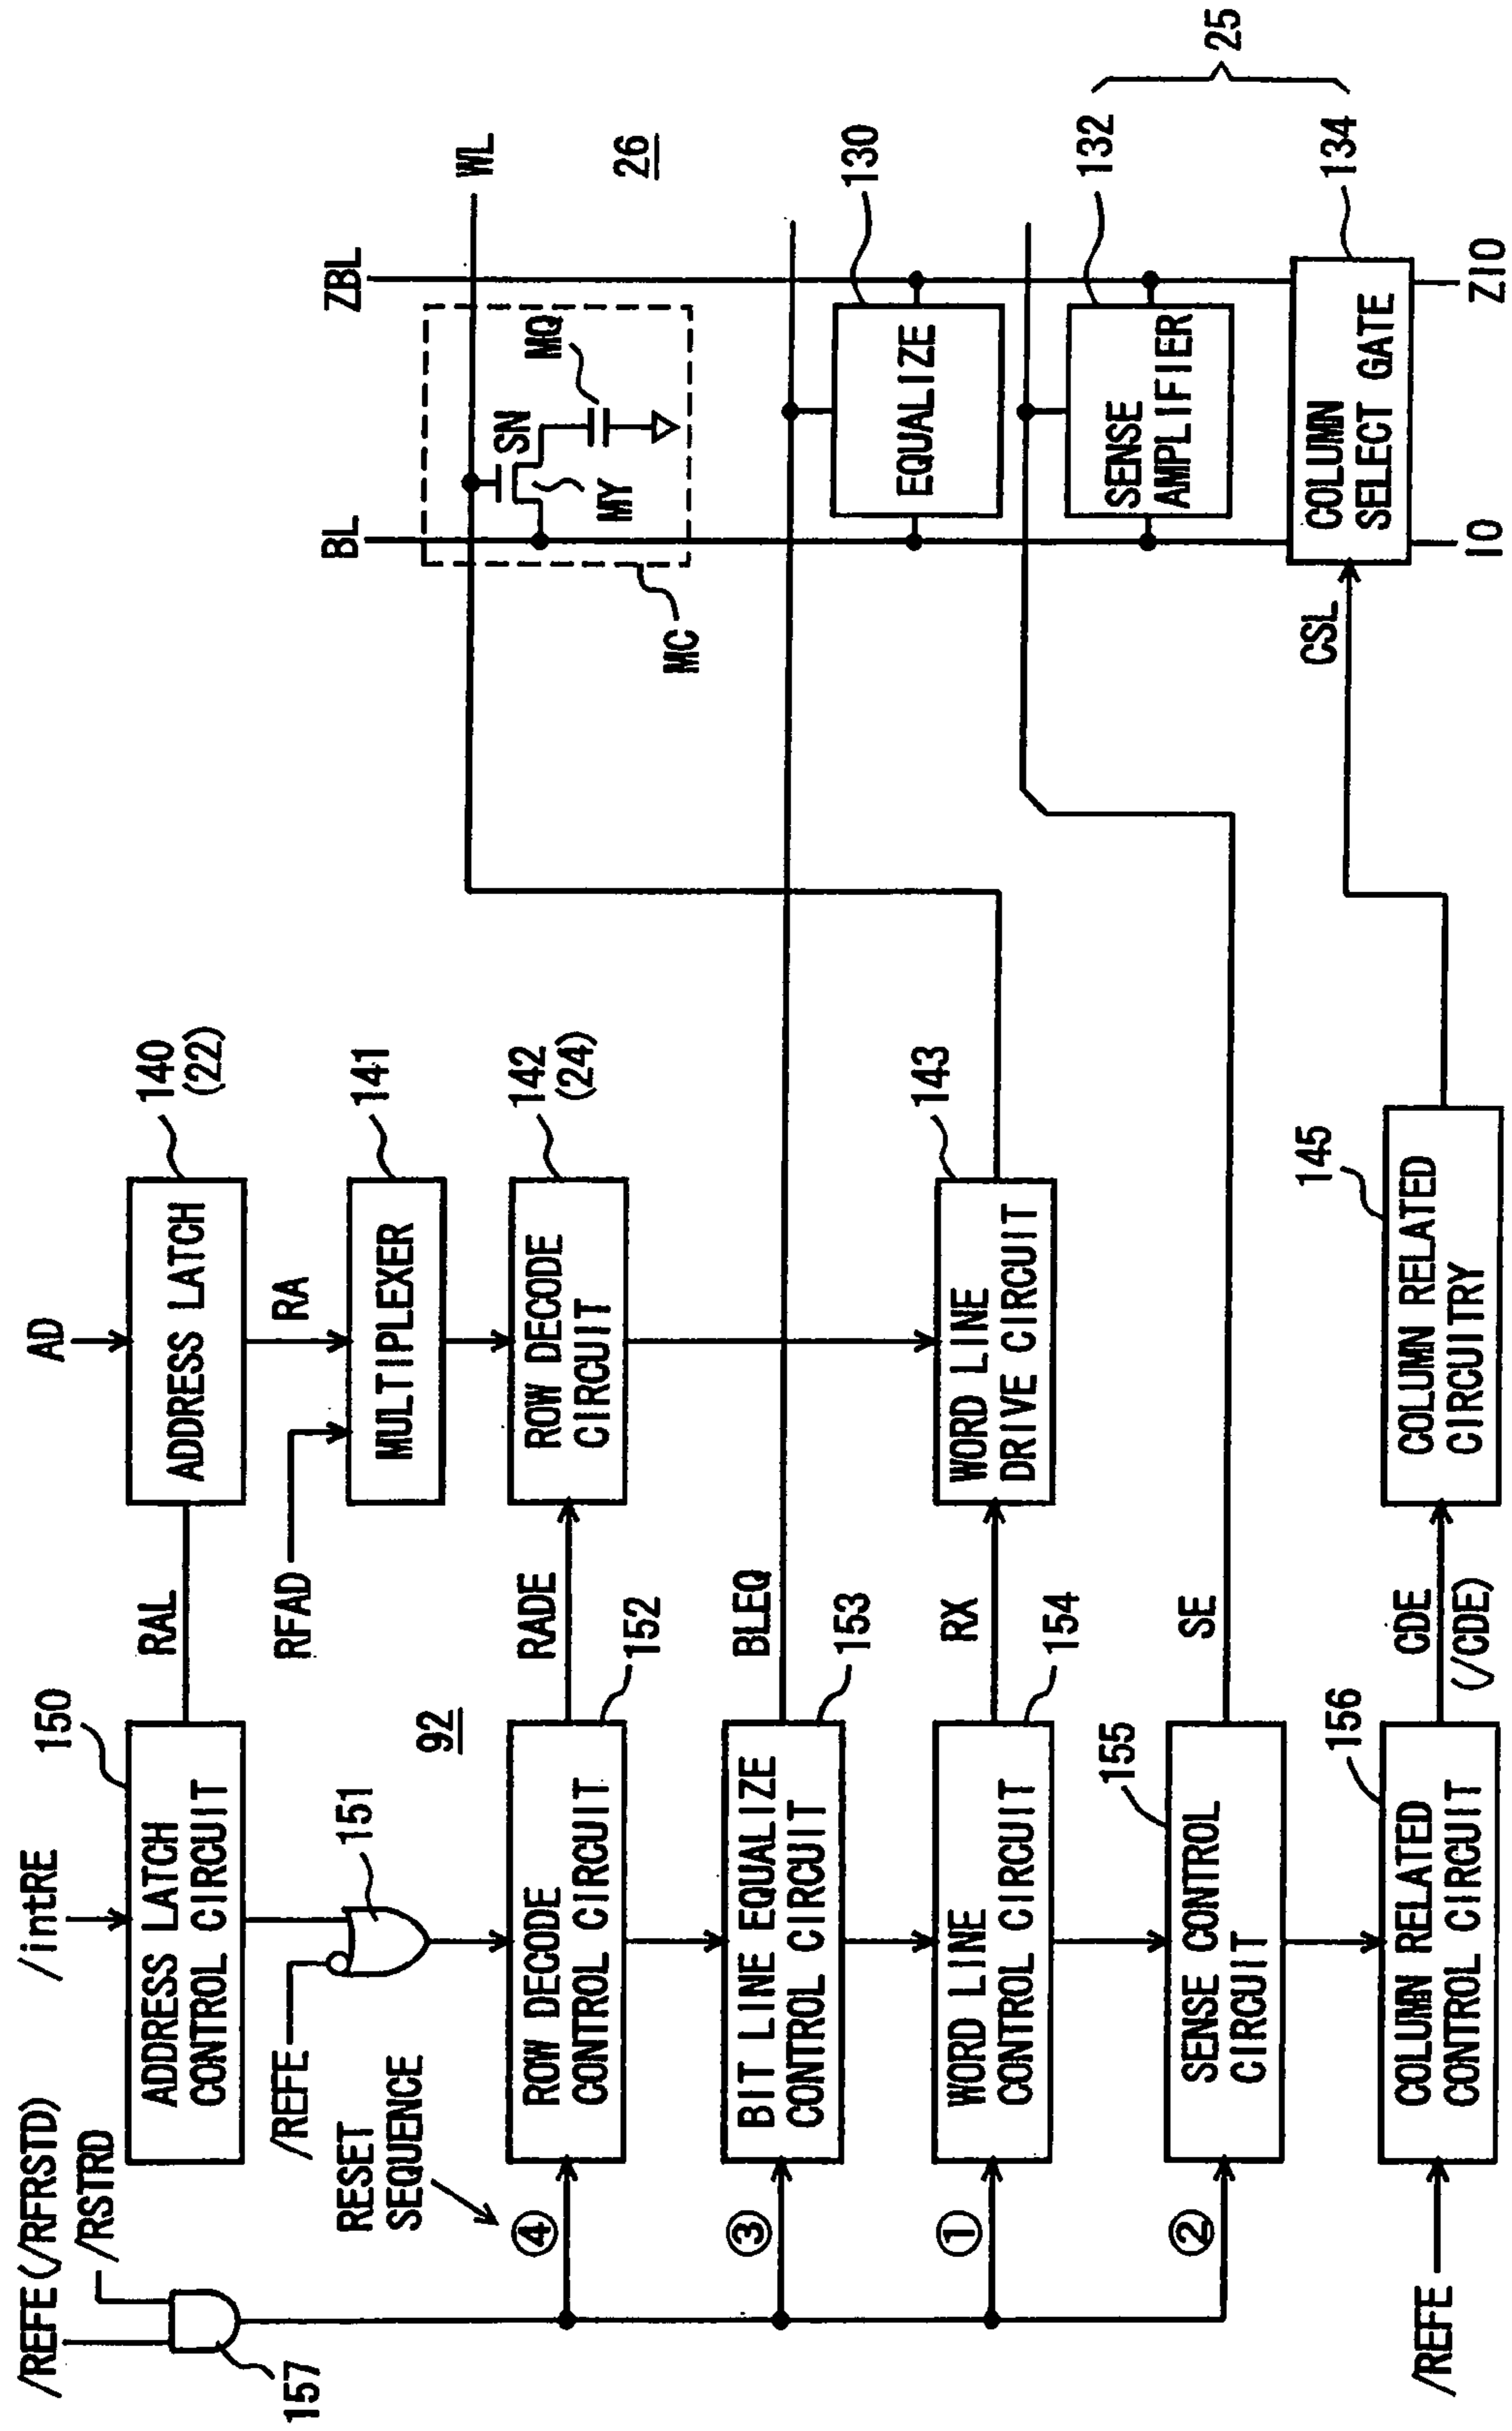 /REFE(/RFRSTD)
/RSTRD
157
/intRE
150
ADDRESS LATCH
CONTROL CIRCUIT
RAL
AD
ADDRESS LATCH
140
(22)
/REFE
151
RFAD
RA
MULTIPLEXER
141
RESET
SEQUENCE
92
④
ROW DECODE
CONTROL CIRCUIT
RADE
152
ROW DECODE
CIRCUIT
142
(24)
③
BIT LINE EQUALIZE
CONTROL CIRCUIT
BLEQ
153
①
WORD LINE
CONTROL CIRCUIT
RX
154
WORD LINE
DRIVE CIRCUIT
143
②
SENSE CONTROL
CIRCUIT
155
SE
/REFE
COLUMN RELATED
CONTROL CIRCUIT
156
CDE
(/CDE)
COLUMN RELATED
CIRCUITRY
145
BL
ZBL
WL
SN
MQ
MY
MC
26
EQUALIZE
130
SENSE
AMPLIFIER
132
25
CSL
COLUMN
SELECT GATE
134
IO
ZIO